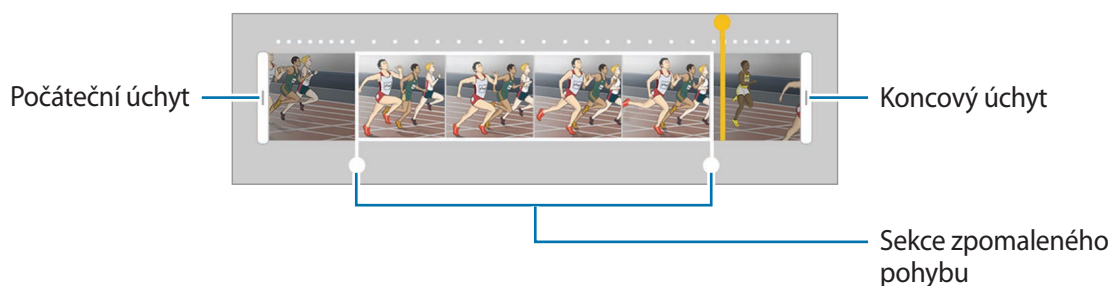 Počáteční úchyt
Koncový úchyt
Sekce zpomaleného
pohybu